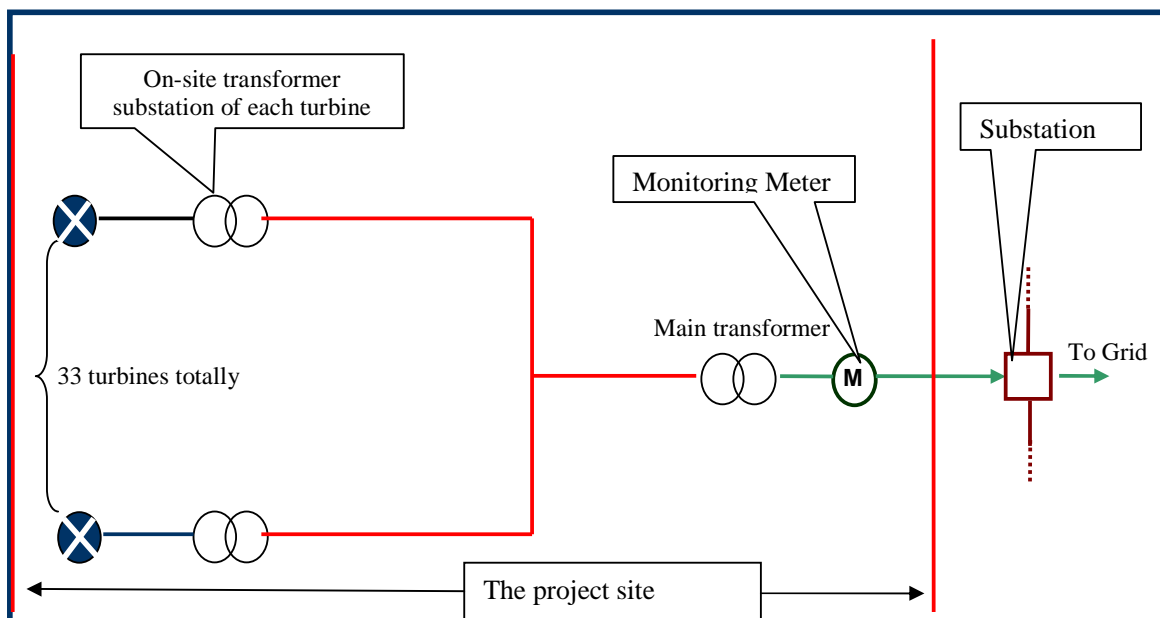 On-site transformer
substation of each turbine
Substation
Monitoring Meter
Main transformer
To Grid
33 turbines totally
M
The project site